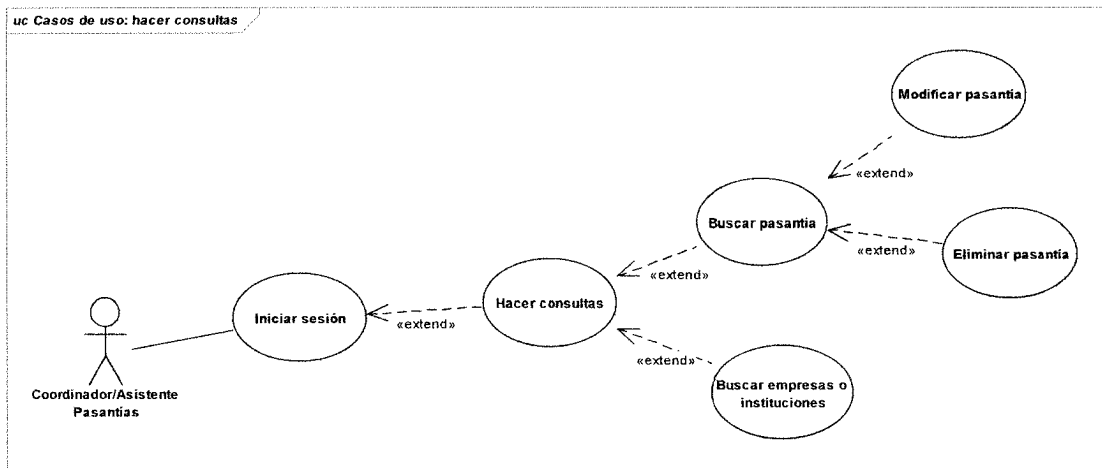 uc Casos de uso: hacer consultas
Modificar pasantía
«extend»
Buscar pasantía
«extend»
Eliminar pasantía
«extend»
Hacer consultas
Iniciar sesión
«extend»
«extend»
Buscar empresas o
instituciones
Coordinador/Asistente
Pasantías